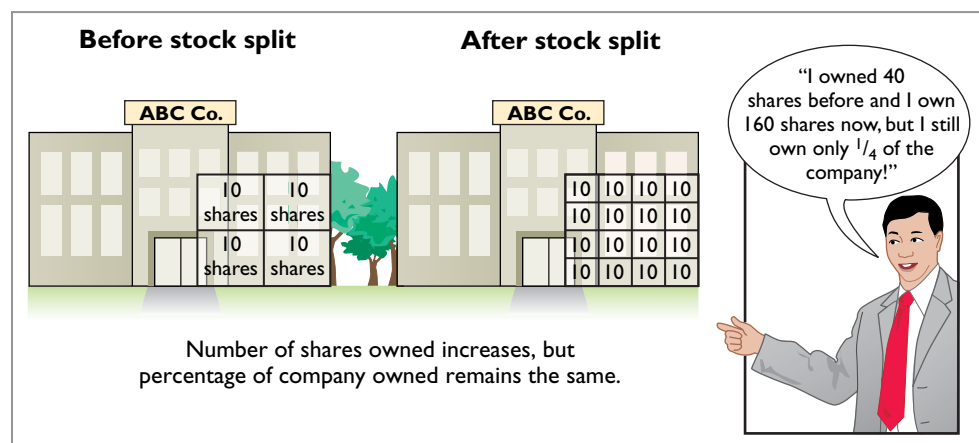 Before stock split
After stock split
ABC Co.
10 shares
10 shares
10 shares
10 shares
ABC Co.
10 10 10 10
10 10 10 10
10 10 10 10
10 10 10 10
“I owned 40
shares before and I own
160 shares now, but I still
own only 1/4 of the
company!”
Number of shares owned increases, but
percentage of company owned remains the same.